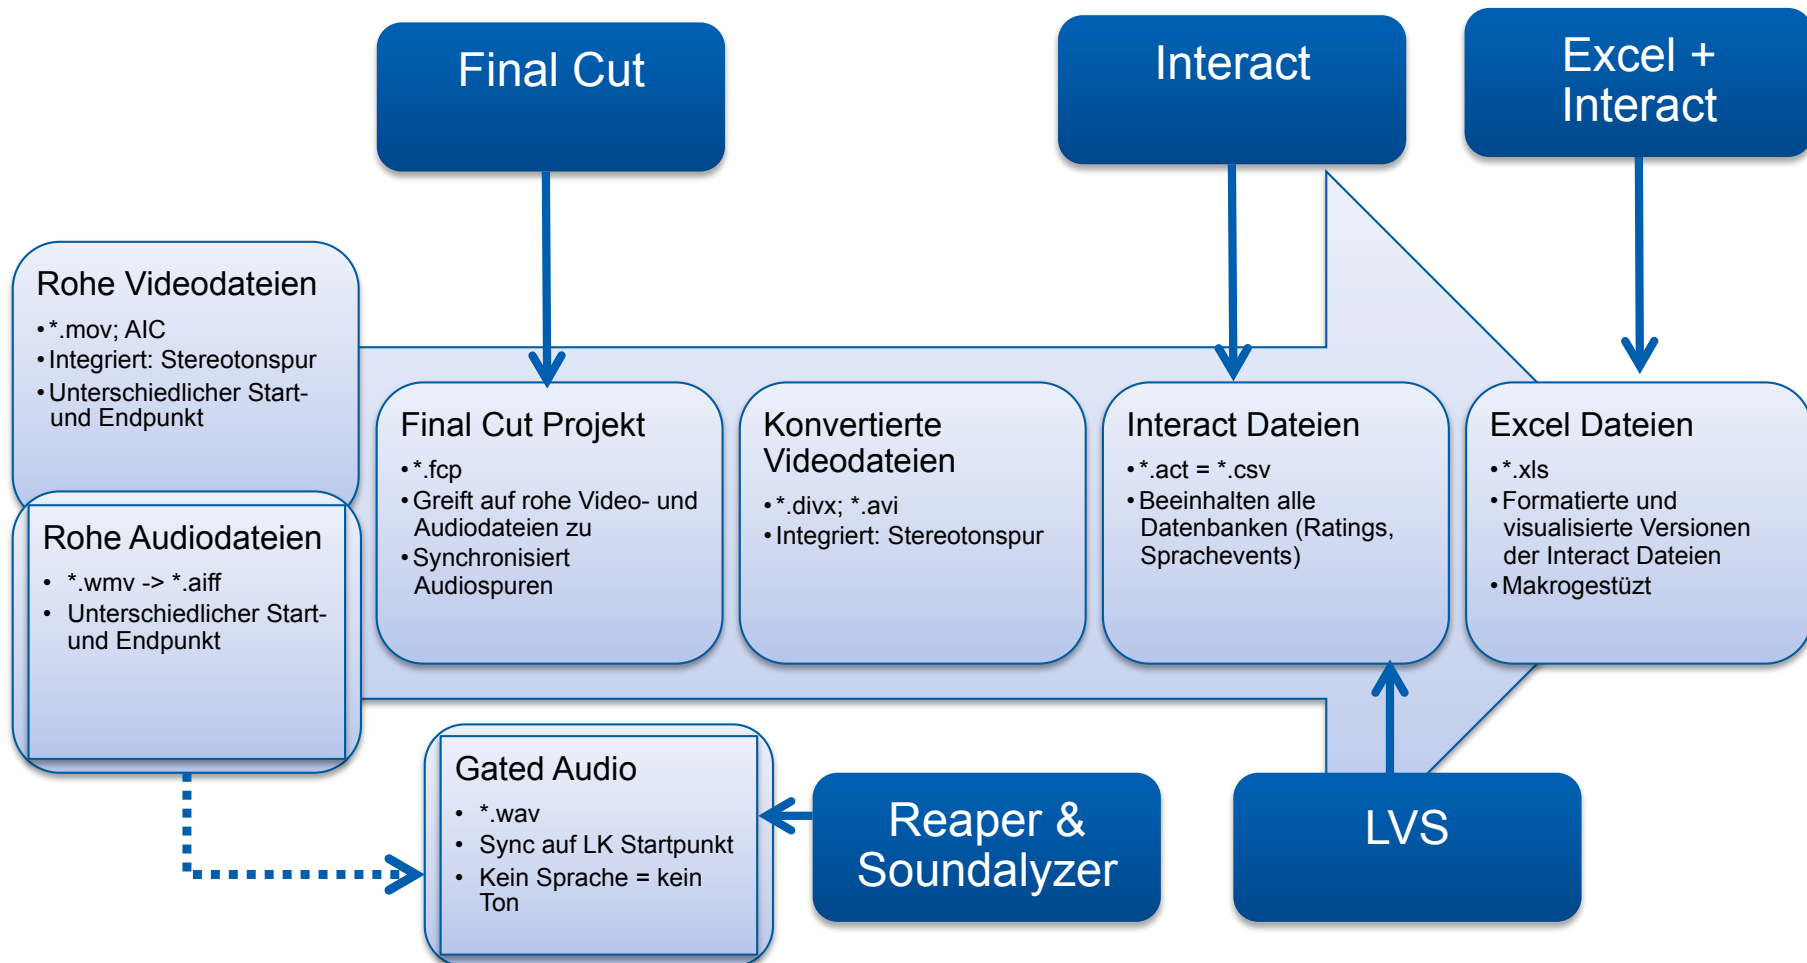 Final Cut
Interact
Excel +
Interact
Rohe Videodateien
• *.mov; AIC
• Integriert: Stereotonspur
• Unterschiedlicher Start-
und Endpunkt
Rohe Audiodateien
• *.wmv -> *.aiff
• Unterschiedlicher Start-
und Endpunkt
Final Cut Projekt
• *.fcp
• Greift auf rohe Video- und
Audiodateien zu
• Synchronisiert
Audiospuren
Konvertierte
Videodateien
• *.divx; *.avi
• Integriert: Stereotonspur
Interact Dateien
• *.act = *.csv
• Beeinhalten alle
Datenbanken (Ratings,
Sprachevents)
Excel Dateien
• *.xls
• Formatierte und
visualisierte Versionen
der Interact Dateien
• Makrogestüzt
Gated Audio
• *.wav
• Sync auf LK Startpunkt
• Kein Sprache = kein
Ton
Reaper &
Soundalyzer
LVS